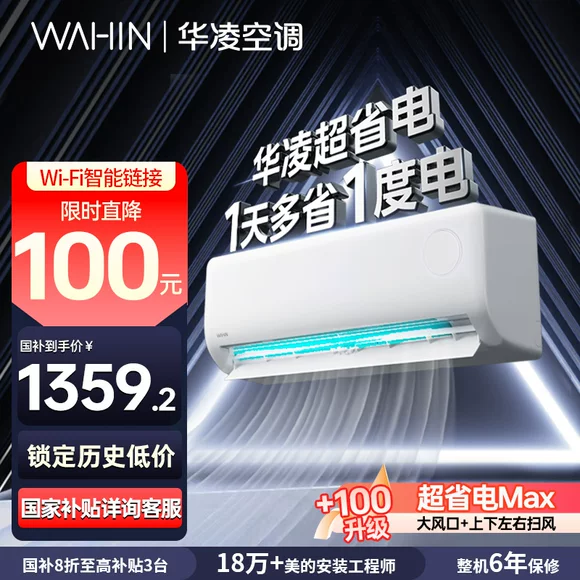 WAHIN | 华凌空调
华凌超省电
1天多省1度电
Wi-Fi智能链接
限时直降
100元
国补到手价¥
1359.2
锁定历史低价
国家补贴详询客服
+100
升级
超省电Max
大风口+上下左右扫风
国补8折至高补贴3台
18万+美的安装工程师
整机6年保修